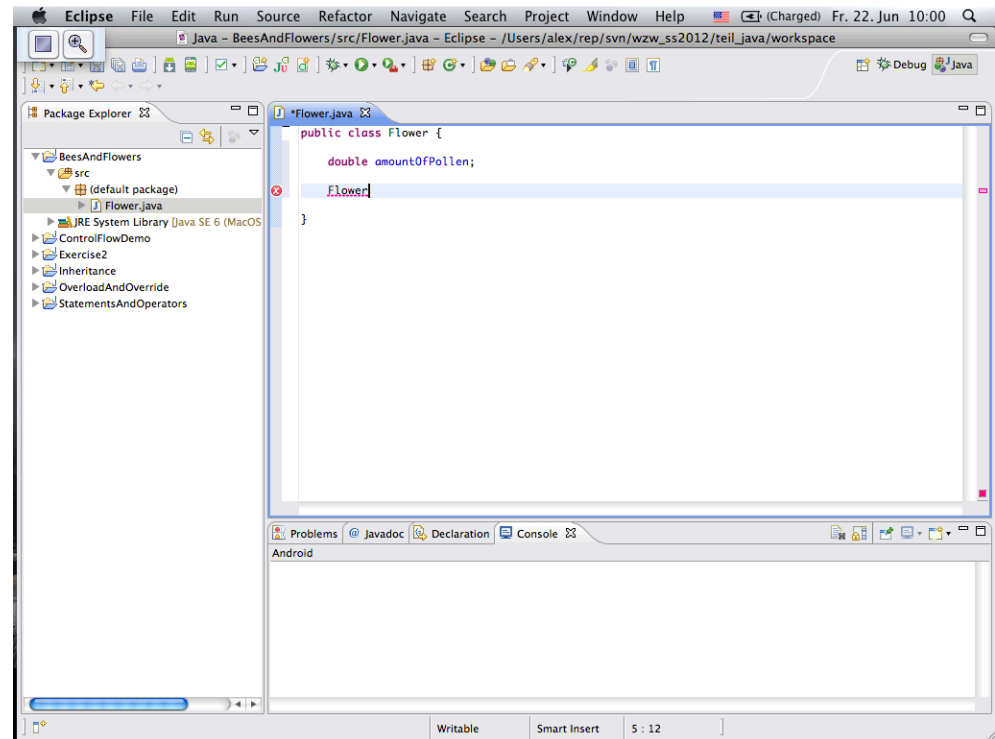 Eclipse File Edit Run Source Refactor Navigate Search Project Window Help (Charged) Fr. 22. Jun 10:00
Java – BeesAndFlowers/src/Flower.java – Eclipse – /Users/alex/rep/svn/wzw_ss2012/teil_java/workspace
Debug Java
Package Explorer
BeesAndFlowers
src
(default package)
Flower.java
JRE System Library [Java SE 6 (MacOS
ControlFlowDemo
Exercise2
Inheritance
OverloadAndOverride
StatementsAndOperators
*Flower.java
public class Flower {
double amountOfPollen;
Flower
}
Problems @ Javadoc Declaration Console
Android
Writable Smart Insert 5 : 12